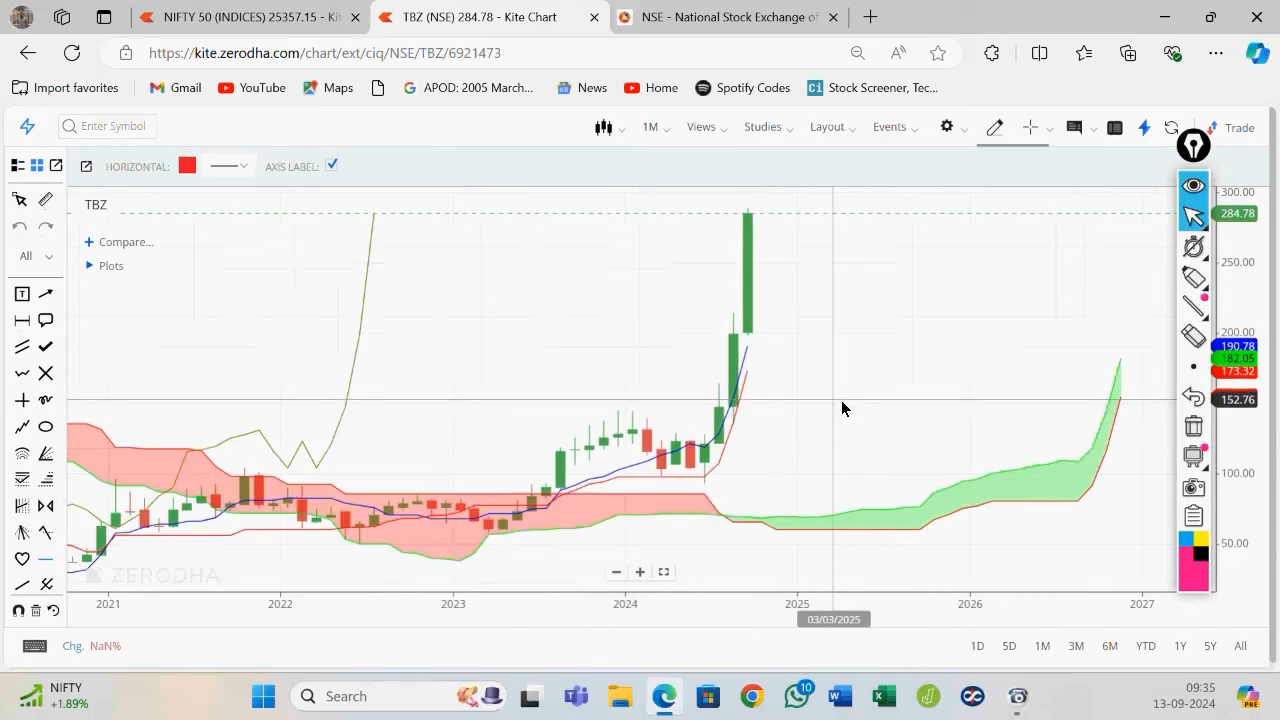 NIFTY 50 (INDICES) 25357.15 - Kit
TBZ (NSE) 284.78 - Kite Chart
NSE - National Stock Exchange of
https://kite.zerodha.com/chart/ext/ciq/NSE/TBZ/6921473
Import favorites
Gmail
YouTube
Maps
APOD: 2005 March...
News
Home
Spotify Codes
Stock Screener, Tec...
Enter Symbol
1M
Views
Studies
Layout
Events
Trade
HORIZONTAL:
AXIS LABEL:
TBZ
Compare...
Plots
All
300.00
284.78
250.00
200.00
190.78
182.05
173.32
152.76
100.00
50.00
ZERODHA
2021
2022
2023
2024
2025
2026
2027
03/03/2025
Chg. NaN%
1D
5D
1M
3M
6M
YTD
1Y
5Y
All
NIFTY
+1.89%
Search
10
09:35
13-09-2024
PRE